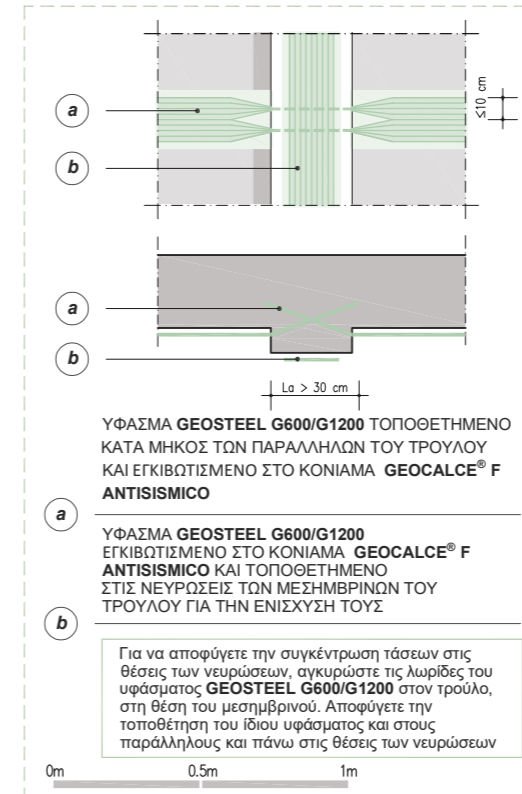 a
b
≤10 cm
a
b
La > 30 cm
ΥΦΑΣΜΑ GEOSTEEL G600/G1200 ΤΟΠΟΘΕΤΗΜΕΝΟ
ΚΑΤΑ ΜΗΚΟΣ ΤΩΝ ΠΑΡΑΛΛΗΛΩΝ ΤΟΥ ΤΡΟΥΛΟΥ
ΚΑΙ ΕΓΚΙΒΩΤΙΣΜΕΝΟ ΣΤΟ ΚΟΝΙΑΜΑ GEOCALCE® F
ANTISISMICO
a
ΥΦΑΣΜΑ GEOSTEEL G600/G1200
ΕΓΚΙΒΩΤΙΣΜΕΝΟ ΣΤΟ ΚΟΝΙΑΜΑ GEOCALCE® F
ANTISISMICO ΚΑΙ ΤΟΠΟΘΕΤΗΜΕΝΟ
ΣΤΙΣ ΝΕΥΡΩΣΕΙΣ ΤΩΝ ΜΕΣΗΜΒΡΙΝΩΝ ΤΟΥ
ΤΡΟΥΛΟΥ ΓΙΑ ΤΗΝ ΕΝΙΣΧΥΣΗ ΤΟΥΣ
b
Για να αποφύγετε την συγκέντρωση τάσεων στις
θέσεις των νευρώσεων, αγκυρώστε τις λωρίδες του
υφάσματος GEOSTEEL G600/G1200 στον τρούλο,
στη θέση του μεσημβρινού. Αποφύγετε την
τοποθέτηση του ίδιου υφάσματος και στους
παράλληλους και πάνω στις θέσεις των νευρώσεων
0m 0.5m 1m